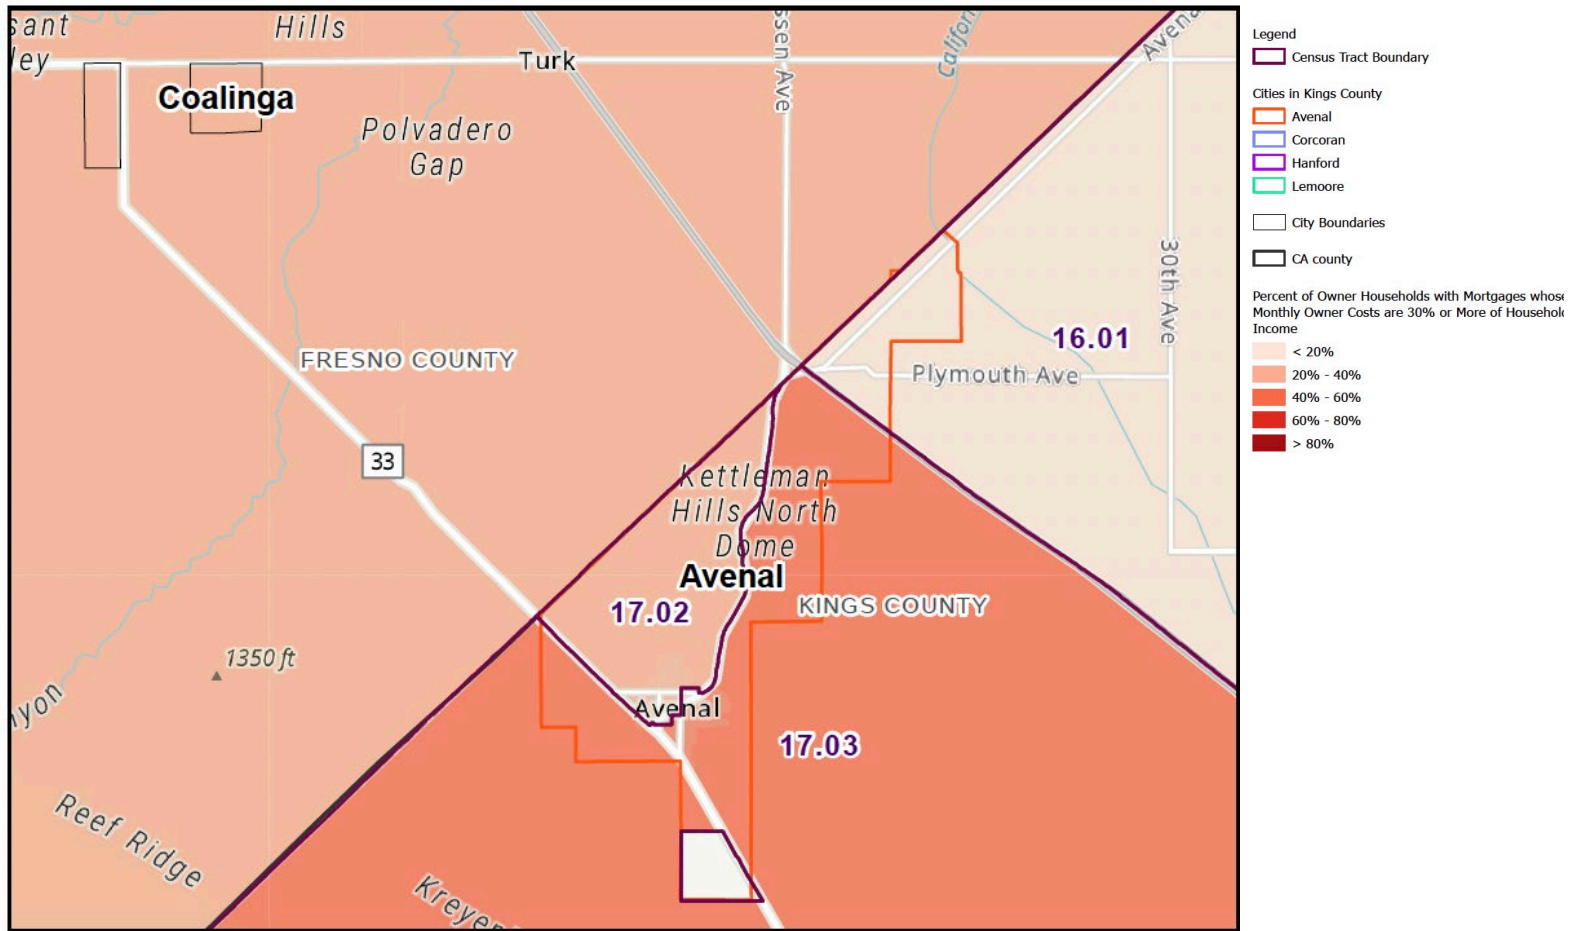 sant
ley
Hills
Turk
Coalinga
Polvadero
Gap
ssen Ave
Californ
Avena
30th Ave
16.01
Plymouth Ave
FRESNO COUNTY
33
Kettleman
Hills North
Dome
Avenal
17.02
KINGS COUNTY
1350 ft
nyon
Avenal
17.03
Reef Ridge
Kreyen
Legend
Census Tract Boundary
Cities in Kings County
Avenal
Corcoran
Hanford
Lemoore
City Boundaries
CA county
Percent of Owner Households with Mortgages whose
Monthly Owner Costs are 30% or More of Household
Income
< 20%
20% - 40%
40% - 60%
60% - 80%
> 80%